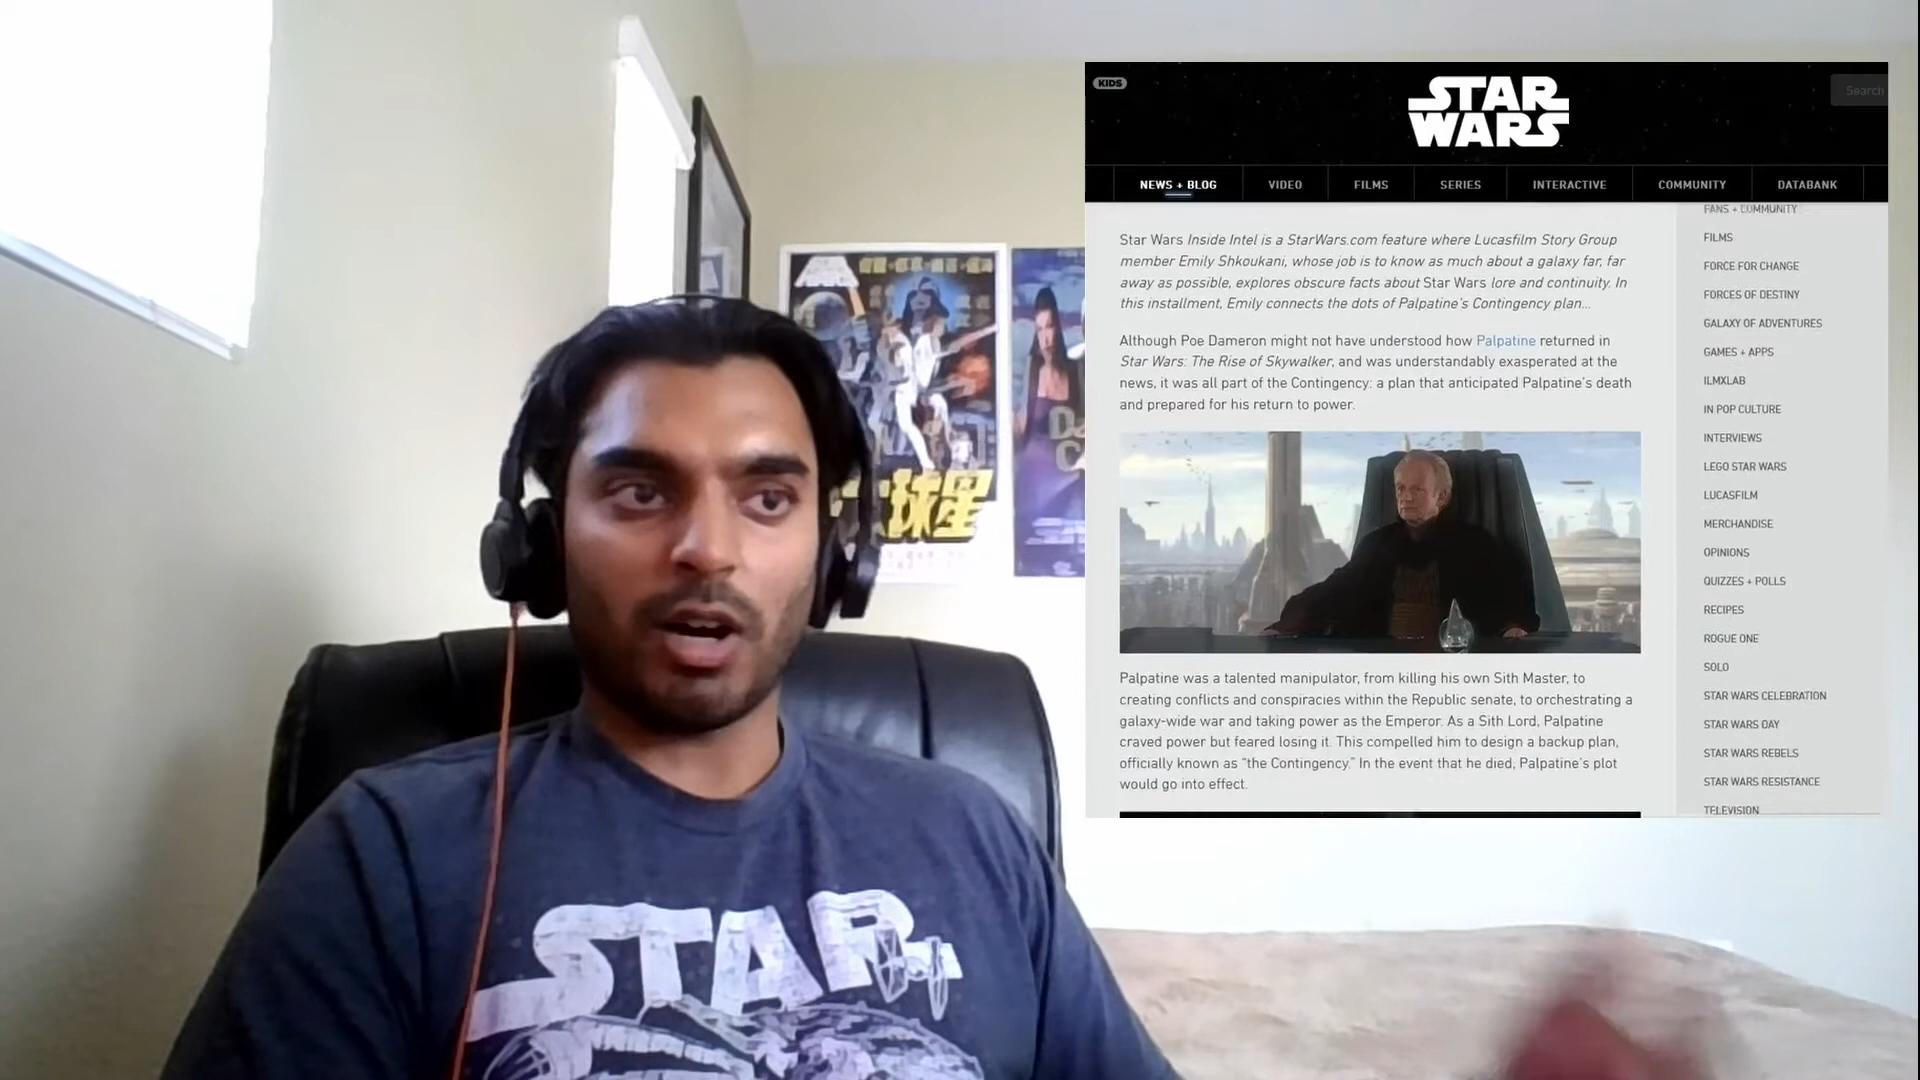 KIDS
STAR
WARS
Search
NEWS + BLOG
VIDEO
FILMS
SERIES
INTERACTIVE
COMMUNITY
DATABANK
Star Wars Inside Intel is a StarWars.com feature where Lucasfilm Story Group
member Emily Shkoukani, whose job is to know as much about a galaxy far, far
away as possible, explores obscure facts about Star Wars lore and continuity. In
this installment, Emily connects the dots of Palpatine's Contingency plan...
Although Poe Dameron might not have understood how Palpatine returned in
Star Wars: The Rise of Skywalker, and was understandably exasperated at the
news, it was all part of the Contingency: a plan that anticipated Palpatine's death
and prepared for his return to power.
Palpatine was a talented manipulator, from killing his own Sith Master, to
creating conflicts and conspiracies within the Republic senate, to orchestrating a
galaxy-wide war and taking power as the Emperor. As a Sith Lord, Palpatine
craved power but feared losing it. This compelled him to design a backup plan,
officially known as “the Contingency.” In the event that he died, Palpatine's plot
would go into effect.
FANS + COMMUNITY
FILMS
FORCE FOR CHANGE
FORCES OF DESTINY
GALAXY OF ADVENTURES
GAMES + APPS
ILMXLAB
IN POP CULTURE
INTERVIEWS
LEGO STAR WARS
LUCASFILM
MERCHANDISE
OPINIONS
QUIZZES + POLLS
RECIPES
ROGUE ONE
SOLO
STAR WARS CELEBRATION
STAR WARS DAY
STAR WARS REBELS
STAR WARS RESISTANCE
TELEVISION
球星
STAR